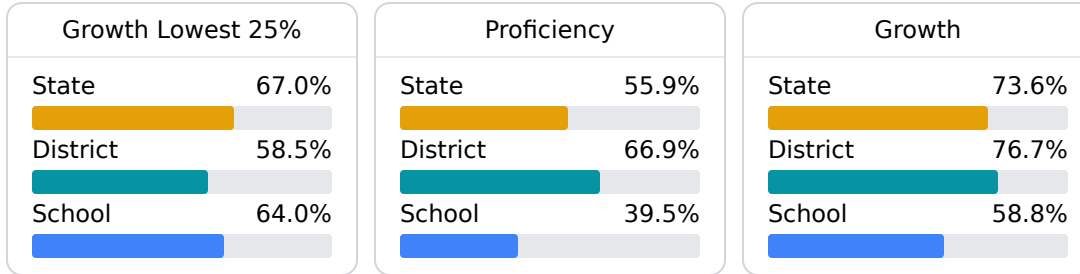 Growth Lowest 25%
State 67.0%
District 58.5%
School 64.0%
Proficiency
State 55.9%
District 66.9%
School 39.5%
Growth
State 73.6%
District 76.7%
School 58.8%